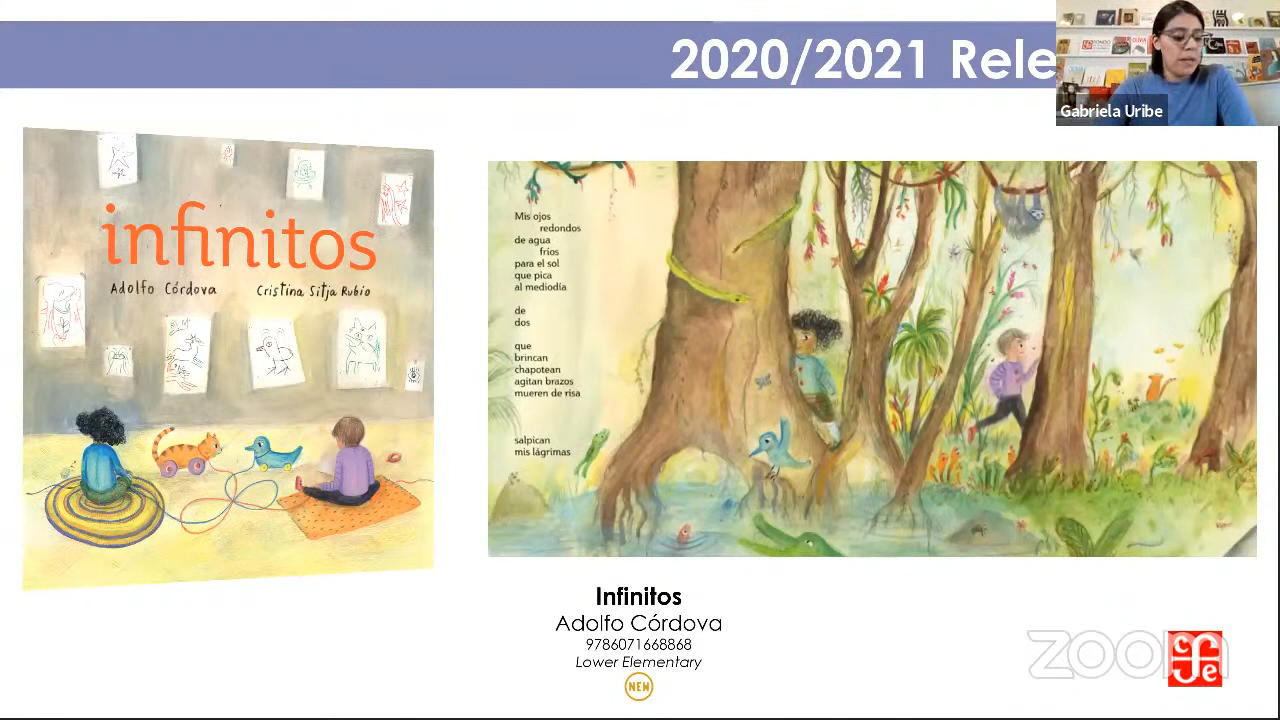 2020/2021 Rele
Gabriela Uribe
infinitos
Adolfo Córdova
Cristina Sitja Rubio
Mis ojos
redondos
de agua
fríos
para el sol
que pica
al mediodía
de
dos
que
brincan
chapotean
agitan brazos
mueren de risa
salpican
mis lágrimas
Infinitos
Adolfo Córdova
9786071668868
Lower Elementary
NEW
zoom
cfe